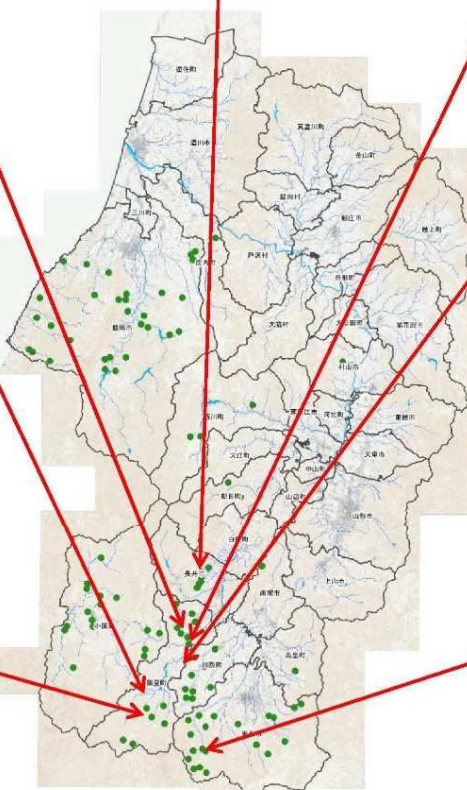 遊佐町
酒田市
真室川町
金山町
鮭川村
新庄市
最上町
三川町
庄内町
戸沢村
舟形町
大蔵村
大石田町
尾花沢市
鶴岡市
村山市
西川町
寒河江市
河北町
東根市
大江町
中山町
天童市
朝日町
山辺町
山形市
白鷹町
長井市
上山市
南陽市
小国町
川西町
高畠町
飯豊町
米沢市